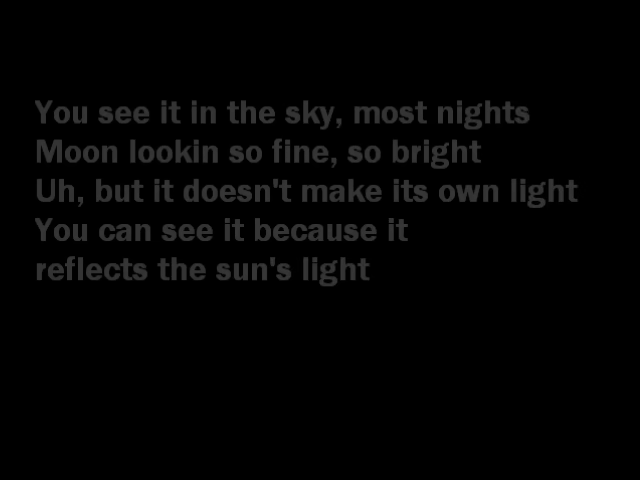 You see it in the sky, most nights
Moon lookin so fine, so bright
Uh, but it doesn't make its own light
You can see it because it
reflects the sun's light